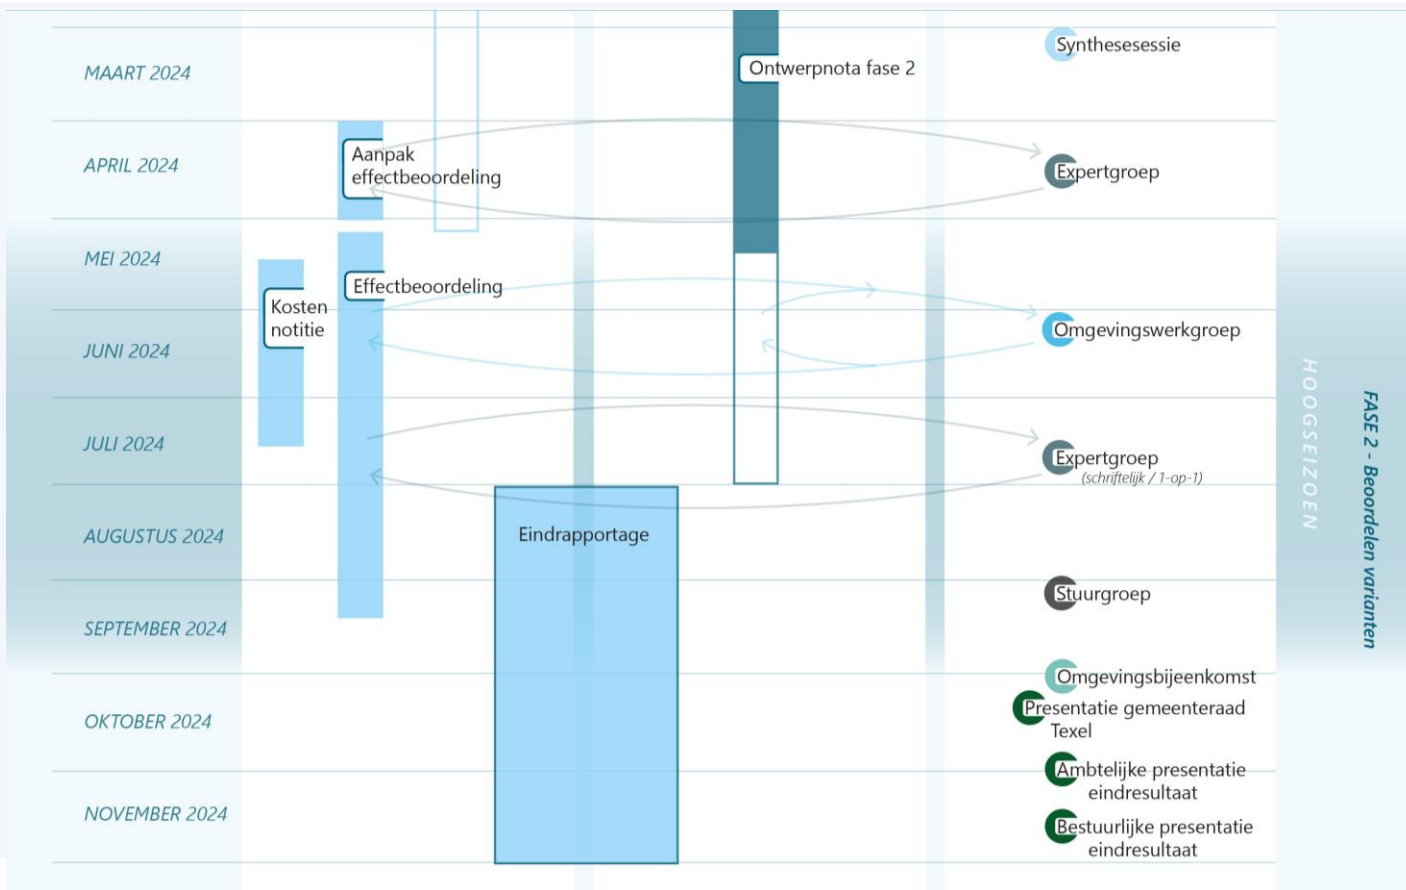 MAART 2024
Ontwerpnota fase 2
Synthesesessie
APRIL 2024
Aanpak
effectbeoordeling
Expertgroep
MEI 2024
Effectbeoordeling
Kosten
notitie
JUNI 2024
Omgevingswerkgroep
JULI 2024
Expertgroep
(schriftelijk / 1-op-1)
AUGUSTUS 2024
Eindrapportage
Stuurgroep
SEPTEMBER 2024
Omgevingsbijeenkomst
OKTOBER 2024
Presentatie gemeenteraad
Texel
Ambtelijke presentatie
eindresultaat
NOVEMBER 2024
Bestuurlijke presentatie
eindresultaat
HOOGSEIZOEN
FASE 2 - Beoordelen varianten